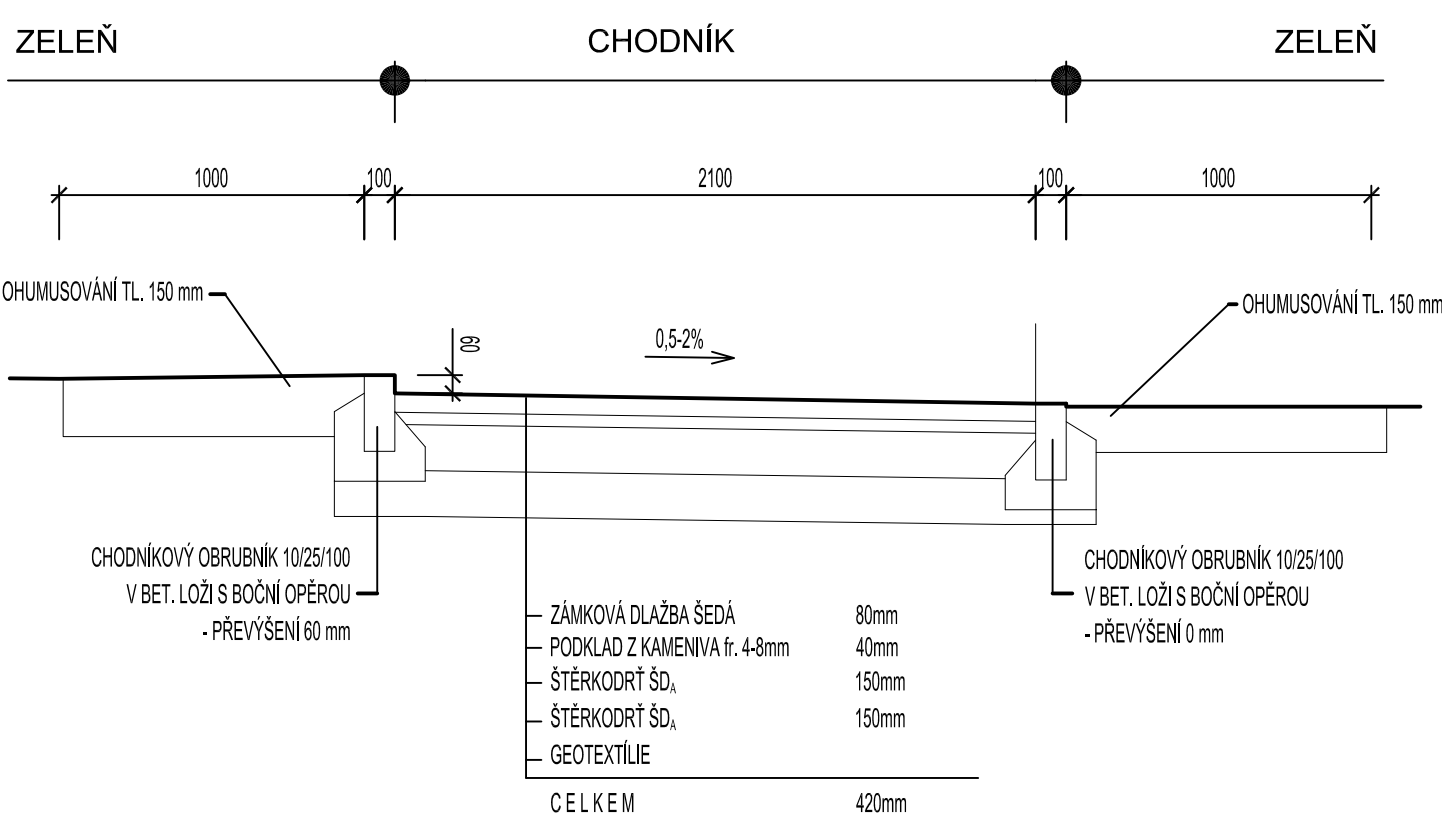 ZELEŇ CHODNÍK ZELEŇ
1000 100 2100 100 1000
OHUMUSOVÁNÍ TL. 150 mm
OHUMUSOVÁNÍ TL. 150 mm
60
0,5-2%
CHODNÍKOVÝ OBRUBNÍK 10/25/100
V BET. LOŽI S BOČNÍ OPĚROU
- PŘEVÝŠENÍ 60 mm
CHODNÍKOVÝ OBRUBNÍK 10/25/100
V BET. LOŽI S BOČNÍ OPĚROU
- PŘEVÝŠENÍ 0 mm
ZÁMKOVÁ DLAŽBA ŠEDÁ 80mm
PODKLAD Z KAMENIVA fr. 4-8mm 40mm
ŠTĚRKODRŤ ŠDA 150mm
ŠTĚRKODRŤ ŠDA 150mm
GEOTEXTÍLIE
CELKEM 420mm